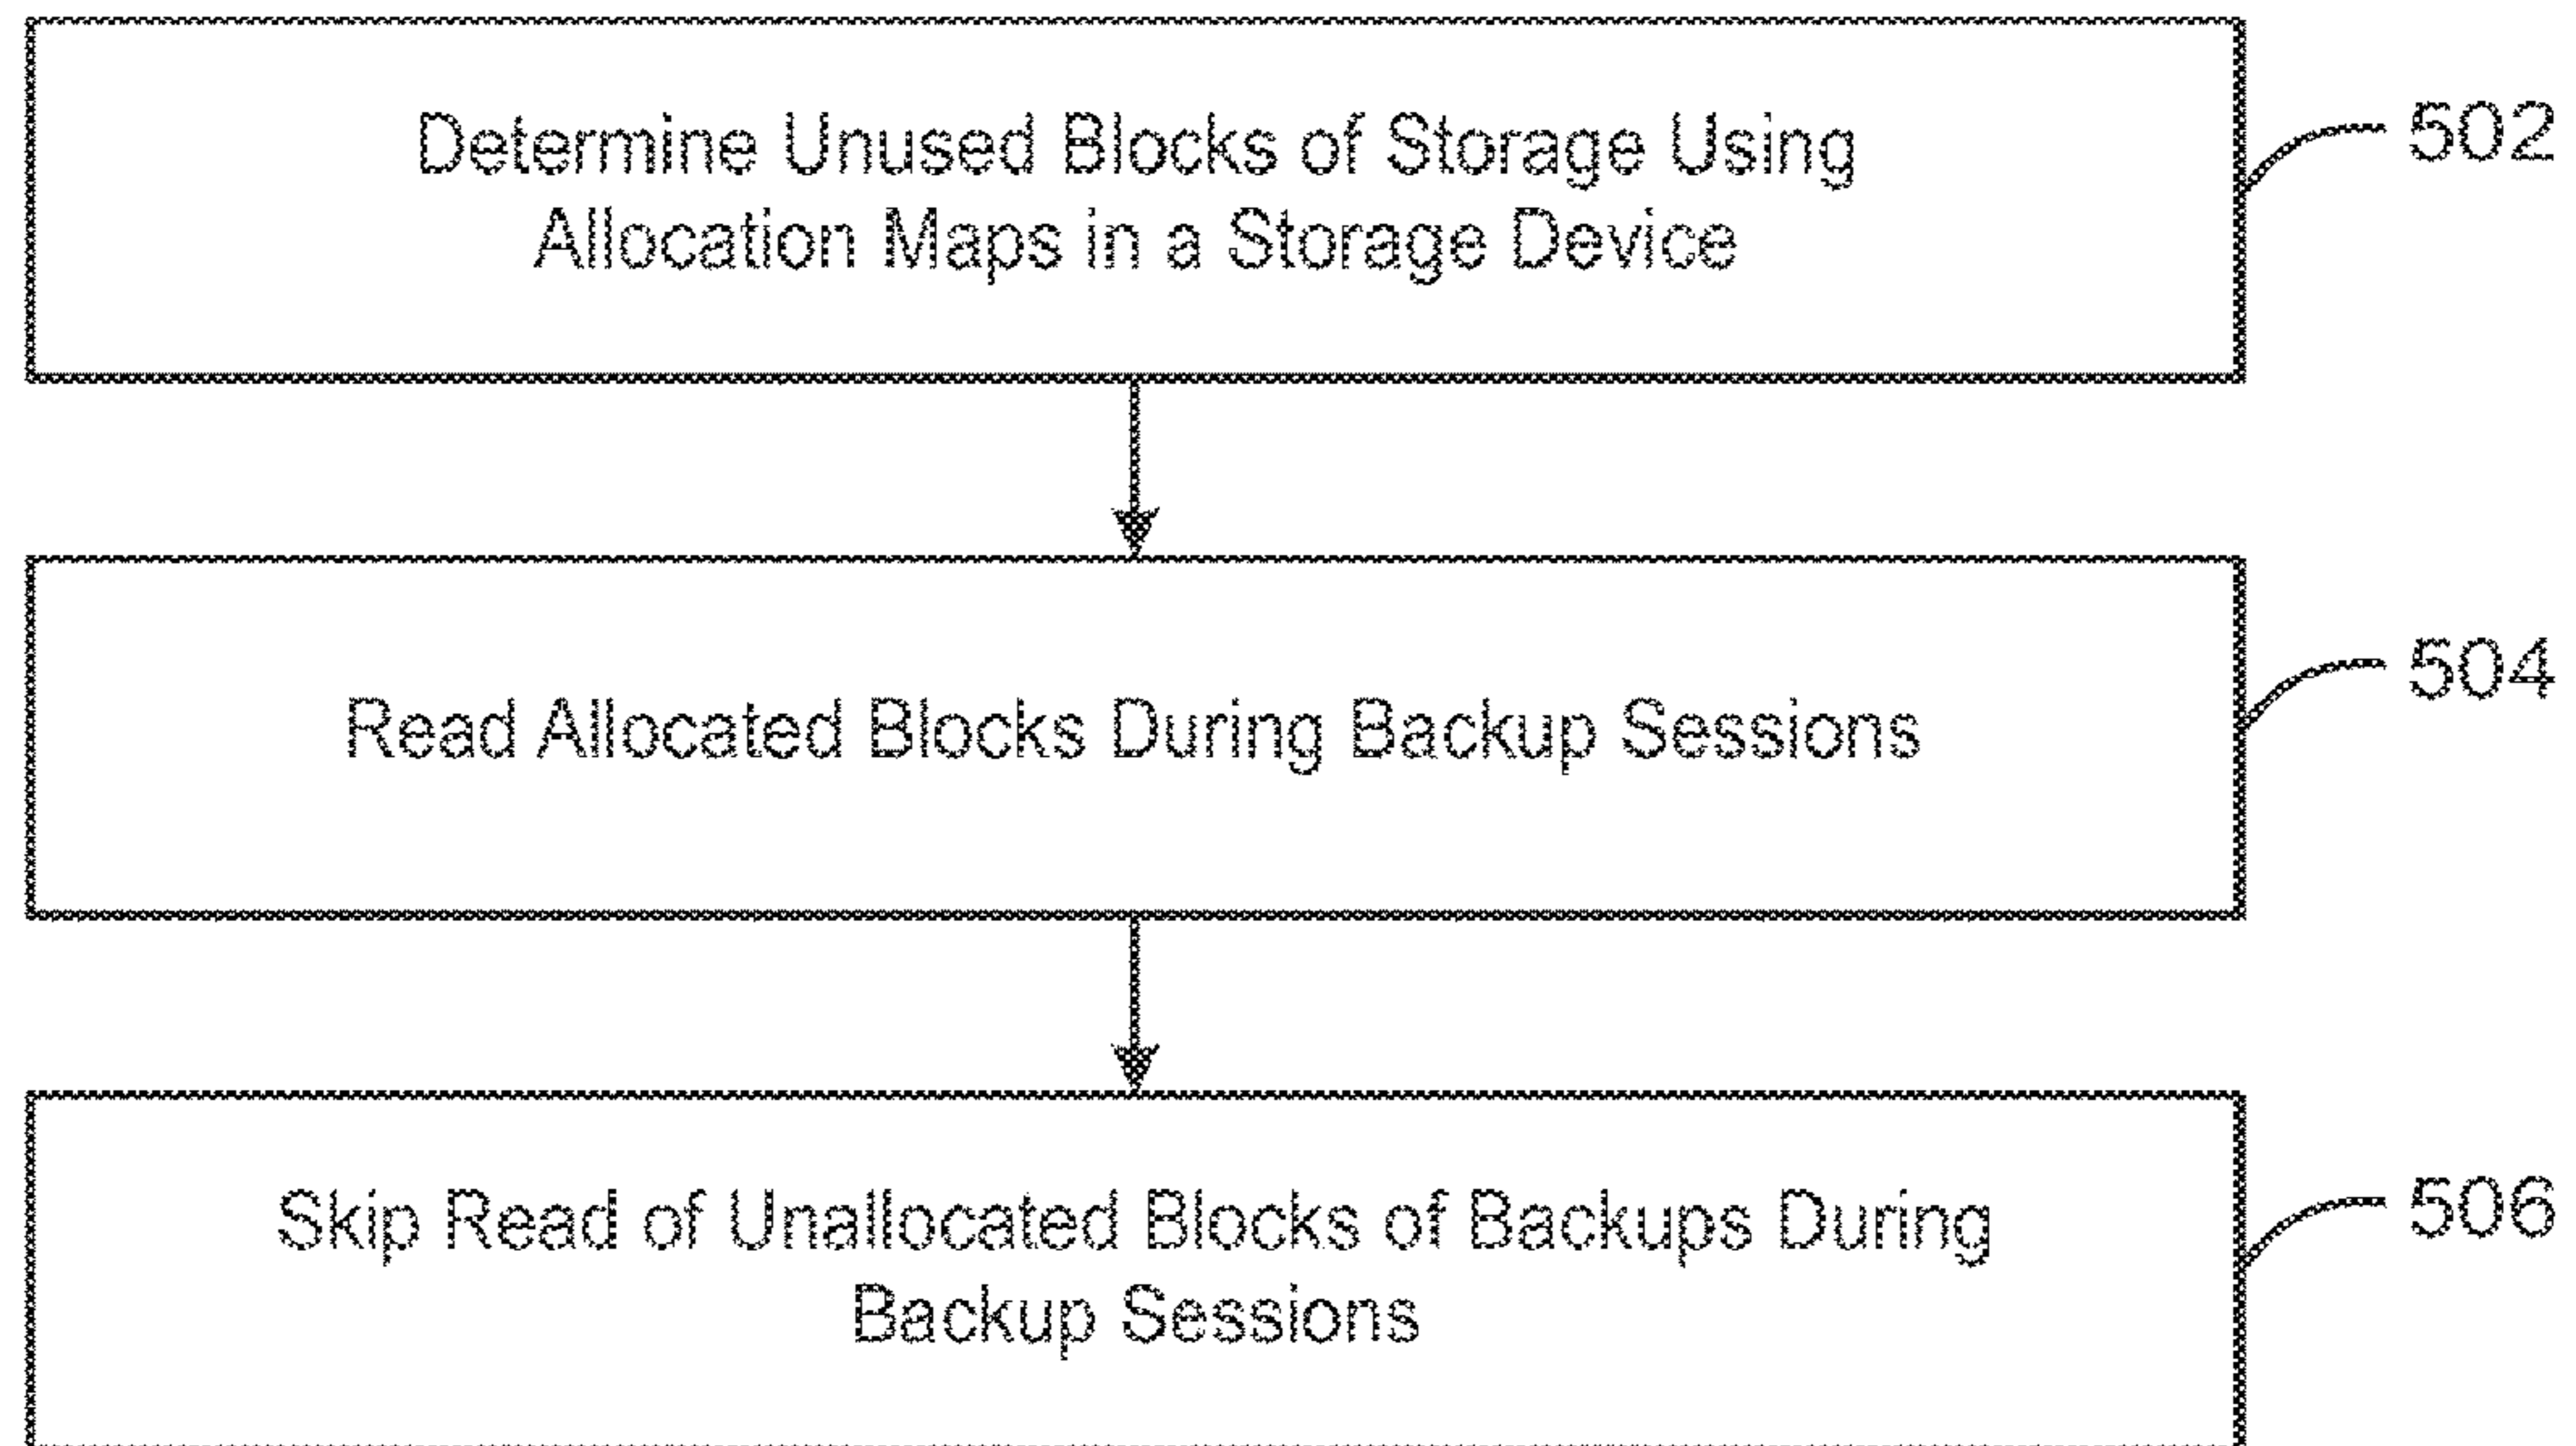 Determine Unused Blocks of Storage Using
Allocation Maps in a Storage Device
502
Read Allocated Blocks During Backup Sessions
504
Skip Read of Unallocated Blocks of Backups During
Backup Sessions
506